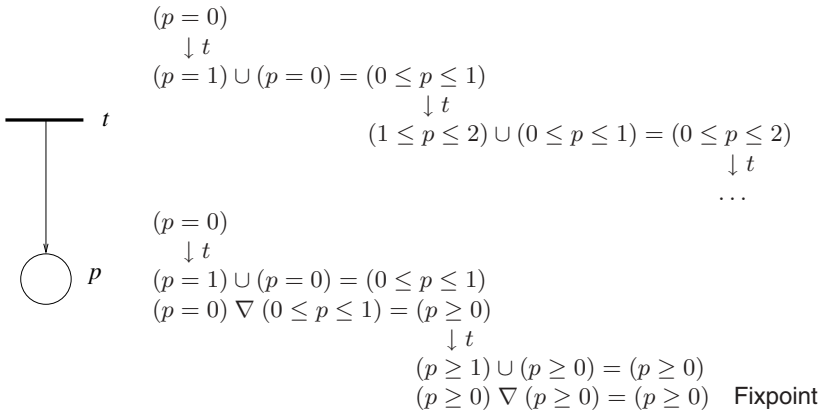 (p = 0)
↓ t
(p = 1) ∪ (p = 0) = (0 ≤ p ≤ 1)
↓ t
t
(1 ≤ p ≤ 2) ∪ (0 ≤ p ≤ 1) = (0 ≤ p ≤ 2)
↓ t
...
(p = 0)
↓ t
p
(p = 1) ∪ (p = 0) = (0 ≤ p ≤ 1)
(p = 0) ∇ (0 ≤ p ≤ 1) = (p ≥ 0)
↓ t
(p ≥ 1) ∪ (p ≥ 0) = (p ≥ 0)
(p ≥ 0) ∇ (p ≥ 0) = (p ≥ 0) Fixpoint